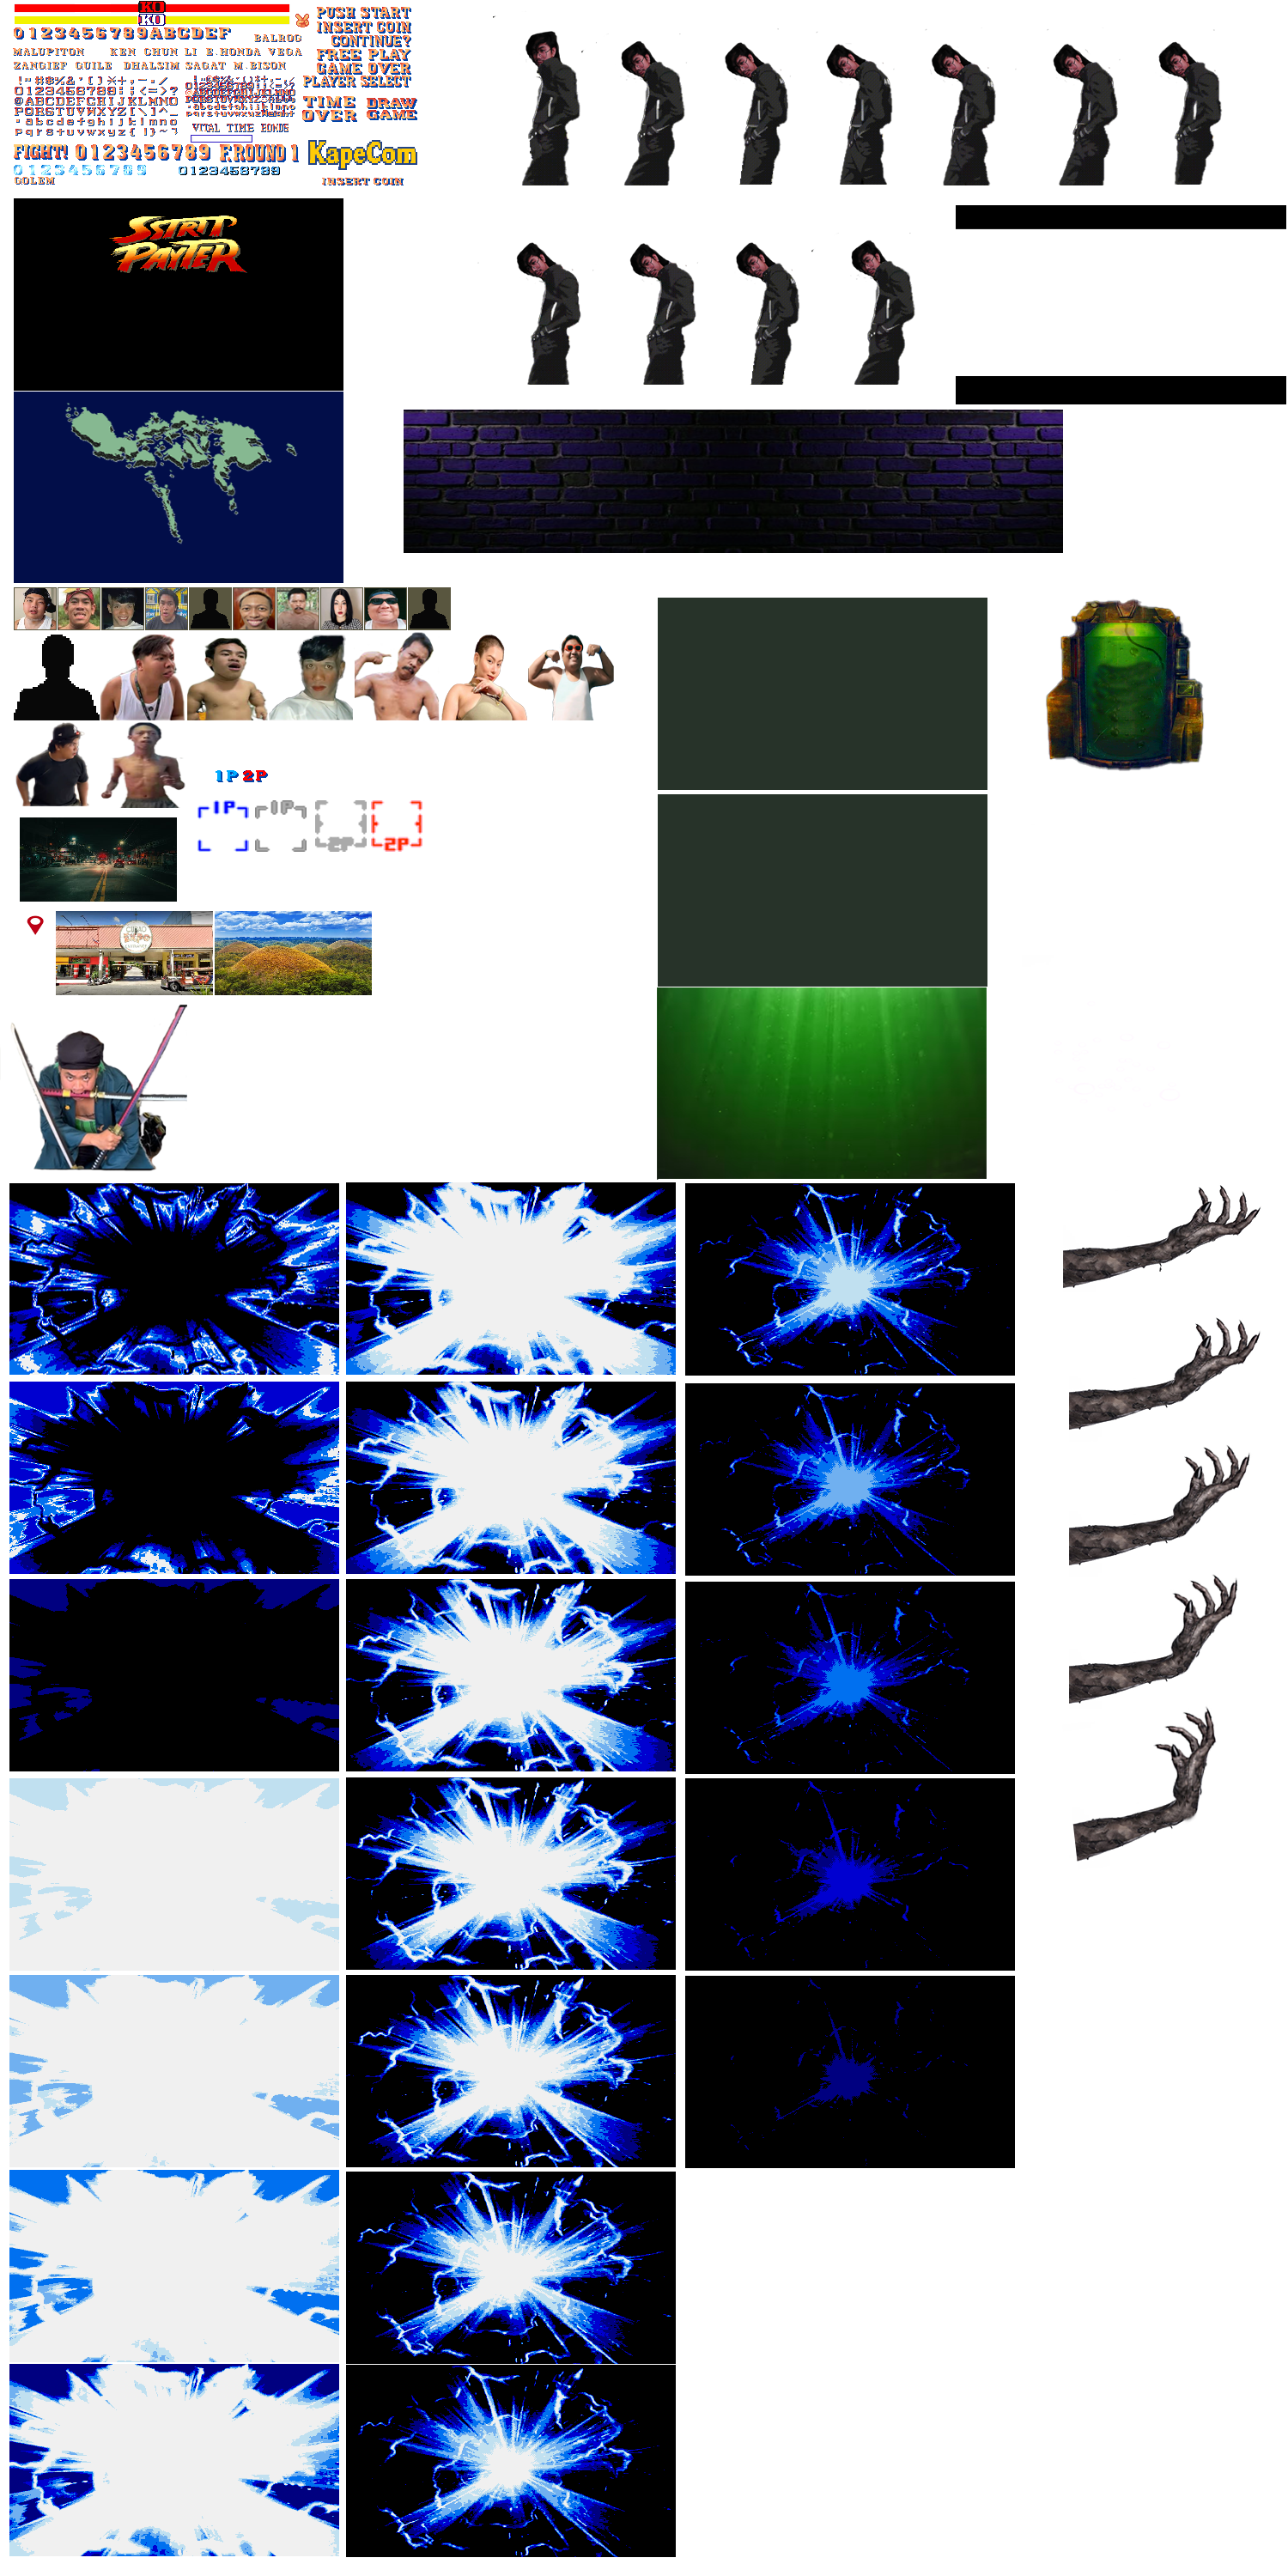 KO
KO
0123456789ABCDEF
BALROG
MALUPITON KEN CHUN LI E.HONDA VEGA
ZANGIEF GUILE DHALSIM SAGAT M.BISON
0123456789:;<=>?
@ABCDEFGHIJKLMNO
PQRSTUVWXYZ[\]^_
abcdefghijklmno
pqrstuvwxyz{|}~
VITAL TIME BONUS
FIGHT! 0123456789 F.ROUND 1
0123456789 0123456789
GOLEM
PUSH START
INSERT COIN
CONTINUE?
FREE PLAY
GAME OVER
PLAYER SELECT
TIME OVER
DRAW GAME
KapeCom
INSERT COIN
SSTRIT
PAYTER
1P 2P
1P 1P 2P 2P